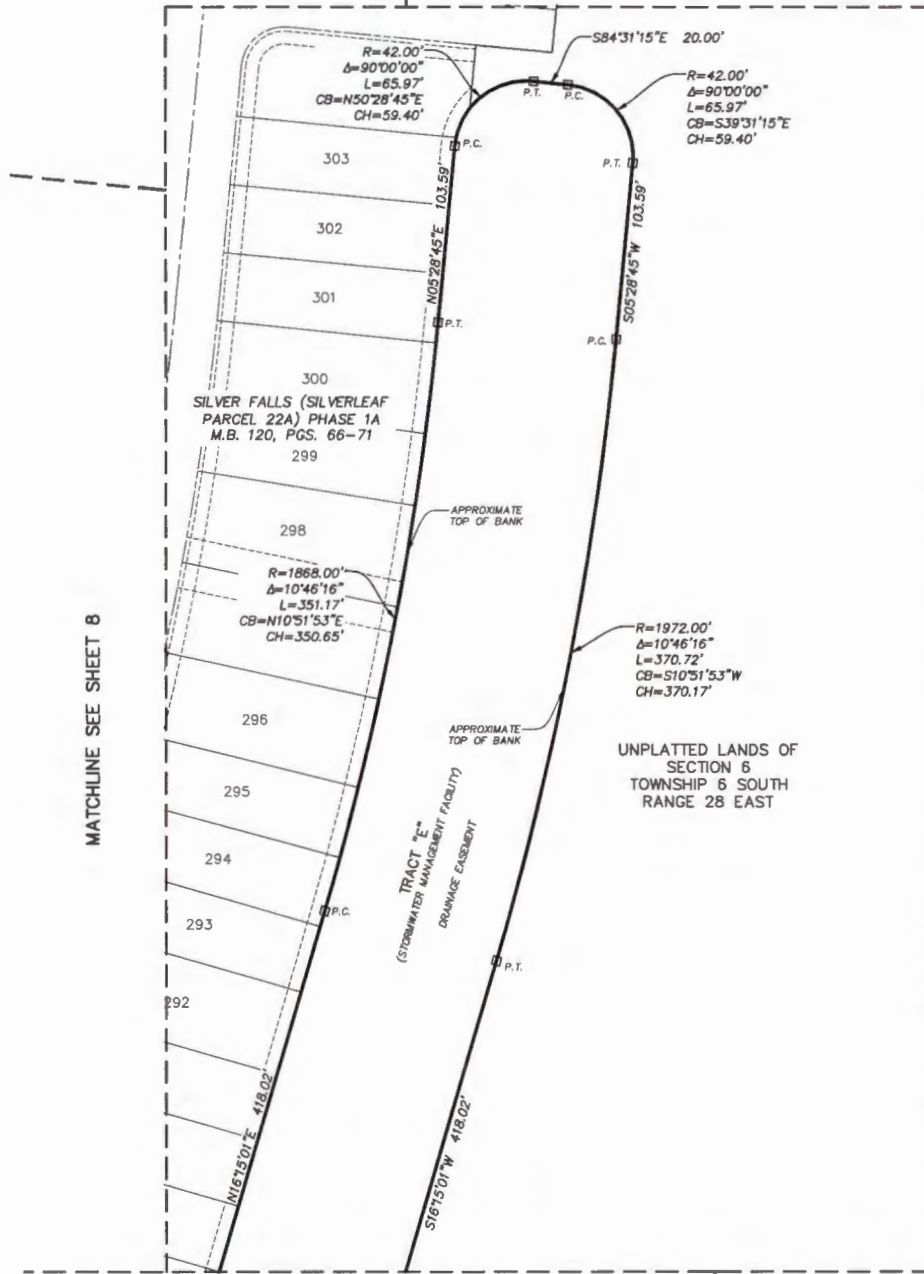 S84°31'15"E 20.00'
R=42.00'
Δ=90°00'00"
L=65.97'
CB=N50°28'45"E
CH=59.40'
R=42.00'
Δ=90°00'00"
L=65.97'
CB=S39°31'15"E
CH=59.40'
P.T.
P.C.
P.C.
P.T.
303
302
301
300
N05°28'45"E 103.59'
S05°28'45"W 103.59'
P.T.
P.C.
SILVER FALLS (SILVERLEAF
PARCEL 22A) PHASE 1A
M.B. 120, PGS. 66-71
299
298
APPROXIMATE
TOP OF BANK
R=1868.00'
Δ=10°46'16"
L=351.17'
CB=N10°51'53"E
CH=350.65'
R=1972.00'
Δ=10°46'16"
L=370.72'
CB=S10°51'53"W
CH=370.17'
MATCHLINE SEE SHEET 8
296
295
294
293
292
APPROXIMATE
TOP OF BANK
UNPLATTED LANDS OF
SECTION 6
TOWNSHIP 6 SOUTH
RANGE 28 EAST
TRACT "E"
(STORMWATER MANAGEMENT FACILITY)
DRAINAGE EASEMENT
P.C.
P.T.
N16°15'01"E 418.02'
S16°15'01"W 418.02'